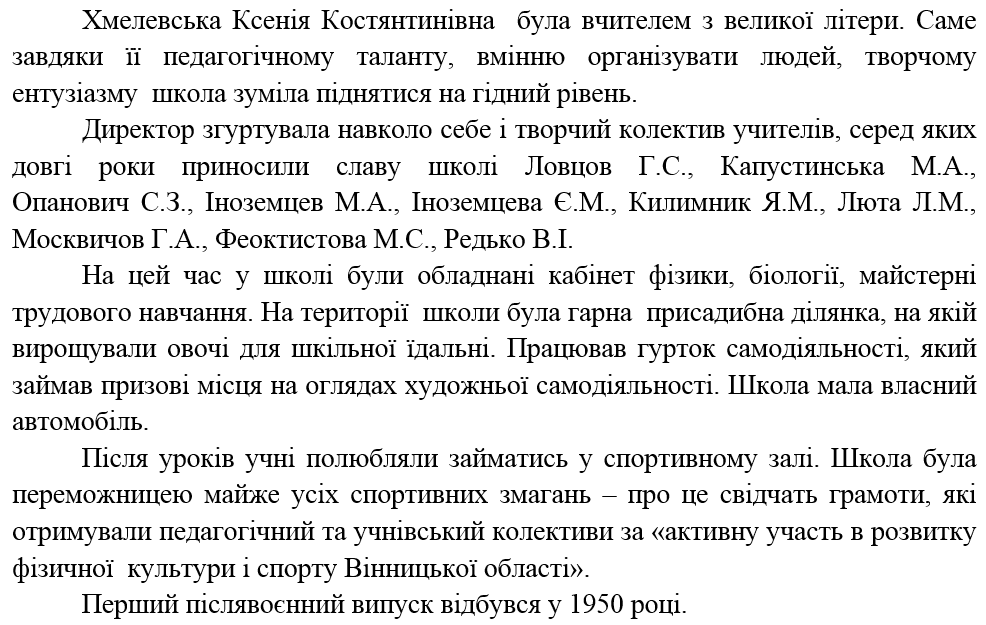 Хмелевська Ксенія Костянтинівна була вчителем з великої літери. Саме
завдяки її педагогічному таланту, вмінню організувати людей, творчому
ентузіазму школа зуміла піднятися на гідний рівень.
Директор згуртувала навколо себе і творчий колектив учителів, серед яких
довгі роки приносили славу школі Ловцов Г.С., Капустинська М.А.,
Опанович С.З., Іноземцев М.А., Іноземцева Є.М., Килимник Я.М., Люта Л.М.,
Москвичов Г.А., Феоктистова М.С., Редько В.І.
На цей час у школі були обладнані кабінет фізики, біології, майстерні
трудового навчання. На території школи була гарна присадибна ділянка, на якій
вирощували овочі для шкільної їдальні. Працював гурток самодіяльності, який
займав призові місця на оглядах художньої самодіяльності. Школа мала власний
автомобіль.
Після уроків учні полюбляли займатись у спортивному залі. Школа була
переможницею майже усіх спортивних змагань – про це свідчать грамоти, які
отримували педагогічний та учнівський колективи за «активну участь в розвитку
фізичної культури і спорту Вінницької області».
Перший післявоєнний випуск відбувся у 1950 році.